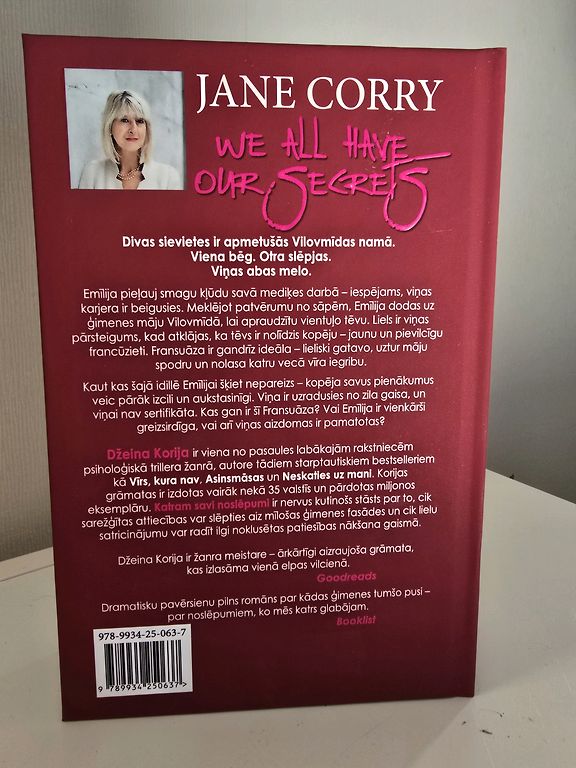 JANE CORRY
WE ALL HAVE
OUR SECRETS
Divas sievietes ir apmetušās Vilovmīdas namā.
Viena bēg. Otra slēpjas.
Viņas abas melo.
Emīlija pieļauj smagu kļūdu savā mediķes darbā – iespējams, viņas
karjera ir beigusies. Meklējot patvērumu no sāpēm, Emīlija dodas uz
ģimenes māju Vilovmīdā, lai apraudzītu vientuļo tēvu. Liels ir viņas
pārsteigums, kad atklājas, ka tēvs ir nolīdzis kopēju – jaunu un pievilcīgu
francūzieti. Fransuāza ir gandrīz ideāla – lieliski gatavo, uztur māju
spodru un nolasa katru vecā vīra iegribu.
Kaut kas šajā idillē Emīlijai šķiet nepareizs – kopēja savus pienākumus
veic pārāk izcili un aukstasinīgi. Viņa ir uzradusies no zila gaisa, un
viņai nav sertifikāta. Kas gan ir šī Fransuāza? Vai Emīlija ir vienkārši
greizsirdīga, vai arī viņas aizdomas ir pamatotas?
Džeina Korija ir viena no pasaules labākajām rakstniecēm
psiholoģiskā trillera žanrā, autore tādiem starptautiskiem bestselleriem
kā Vīrs, kura nav, Asinsmāsas un Neskaties uz mani. Korijas
grāmatas ir izdotas vairāk nekā 35 valstīs un pārdotas miljonos
eksemplāru. Katram savi noslēpumi ir nervus kutinošs stāsts par to, cik
sarežģītas attiecības var slēpties aiz mīlošas ģimenes fasādes un cik lielu
satricinājumu var radīt ilgi noklusētas patiesības nākšana gaismā.
Džeina Korija ir žanra meistare – ārkārtīgi aizraujoša grāmata,
kas izlasāma vienā elpas vilcienā.
Goodreads
Dramatisku pavērsienu pilns romāns par kādas ģimenes tumšo pusi –
par noslēpumiem, ko mēs katrs glabājam.
Booklist
978-9934-25-063-7
9 789934 250637>